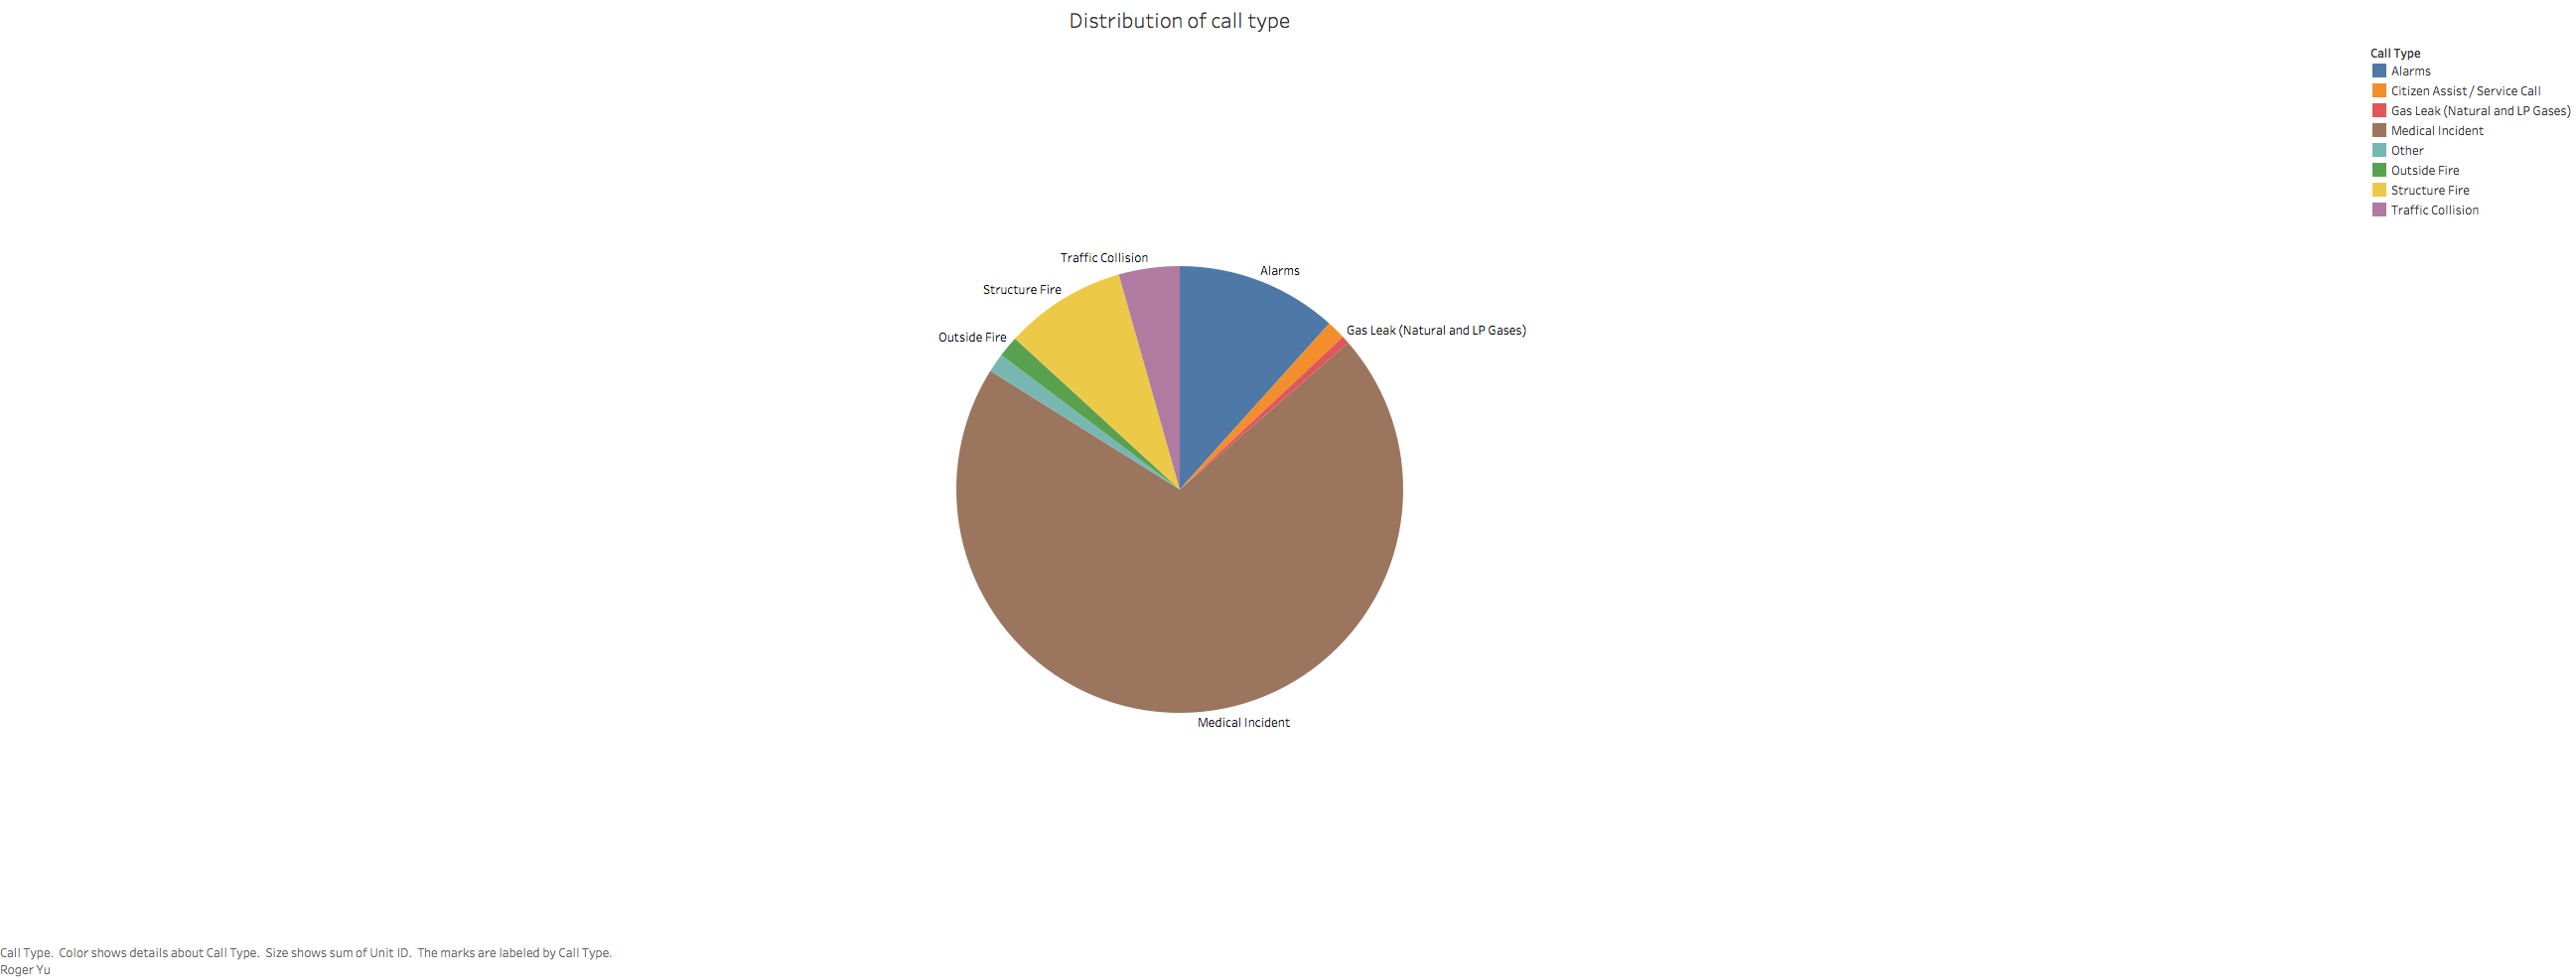 Distribution of call type
Call Type
Alarms
Citizen Assist / Service Call
Gas Leak (Natural and LP Gases)
Medical Incident
Other
Outside Fire
Structure Fire
Traffic Collision
Traffic Collision
Alarms
Structure Fire
Gas Leak (Natural and LP Gases)
Outside Fire
Medical Incident
Call Type.  Color shows details about Call Type.  Size shows sum of Unit ID.  The marks are labeled by Call Type.
Roger Yu